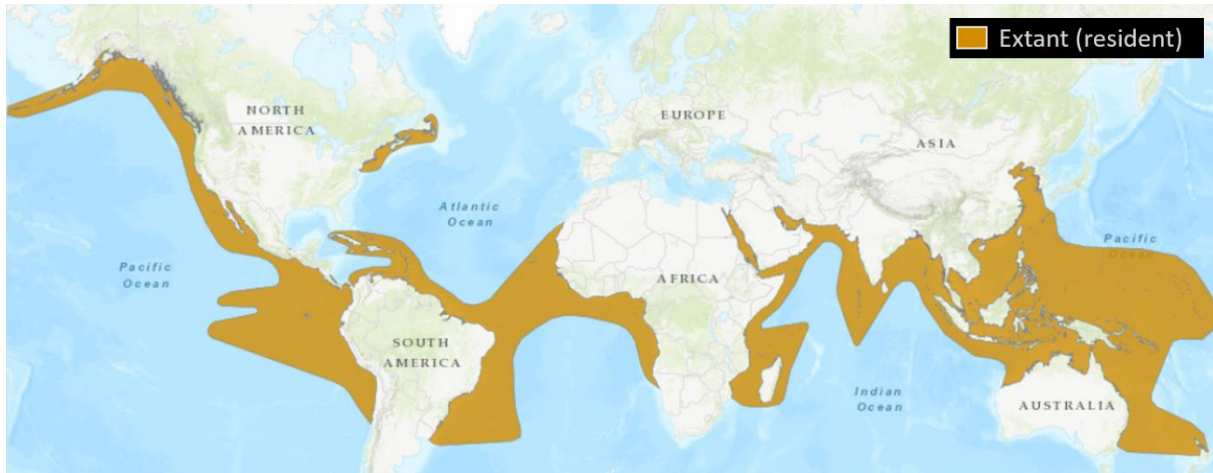 Extant (resident)
NORTH
AMERICA
EUROPE
ASIA
Atlantic
Ocean
Pacific
Ocean
Pacific
Ocean
AFRICA
SOUTH
AMERICA
Indian
Ocean
AUSTRALIA